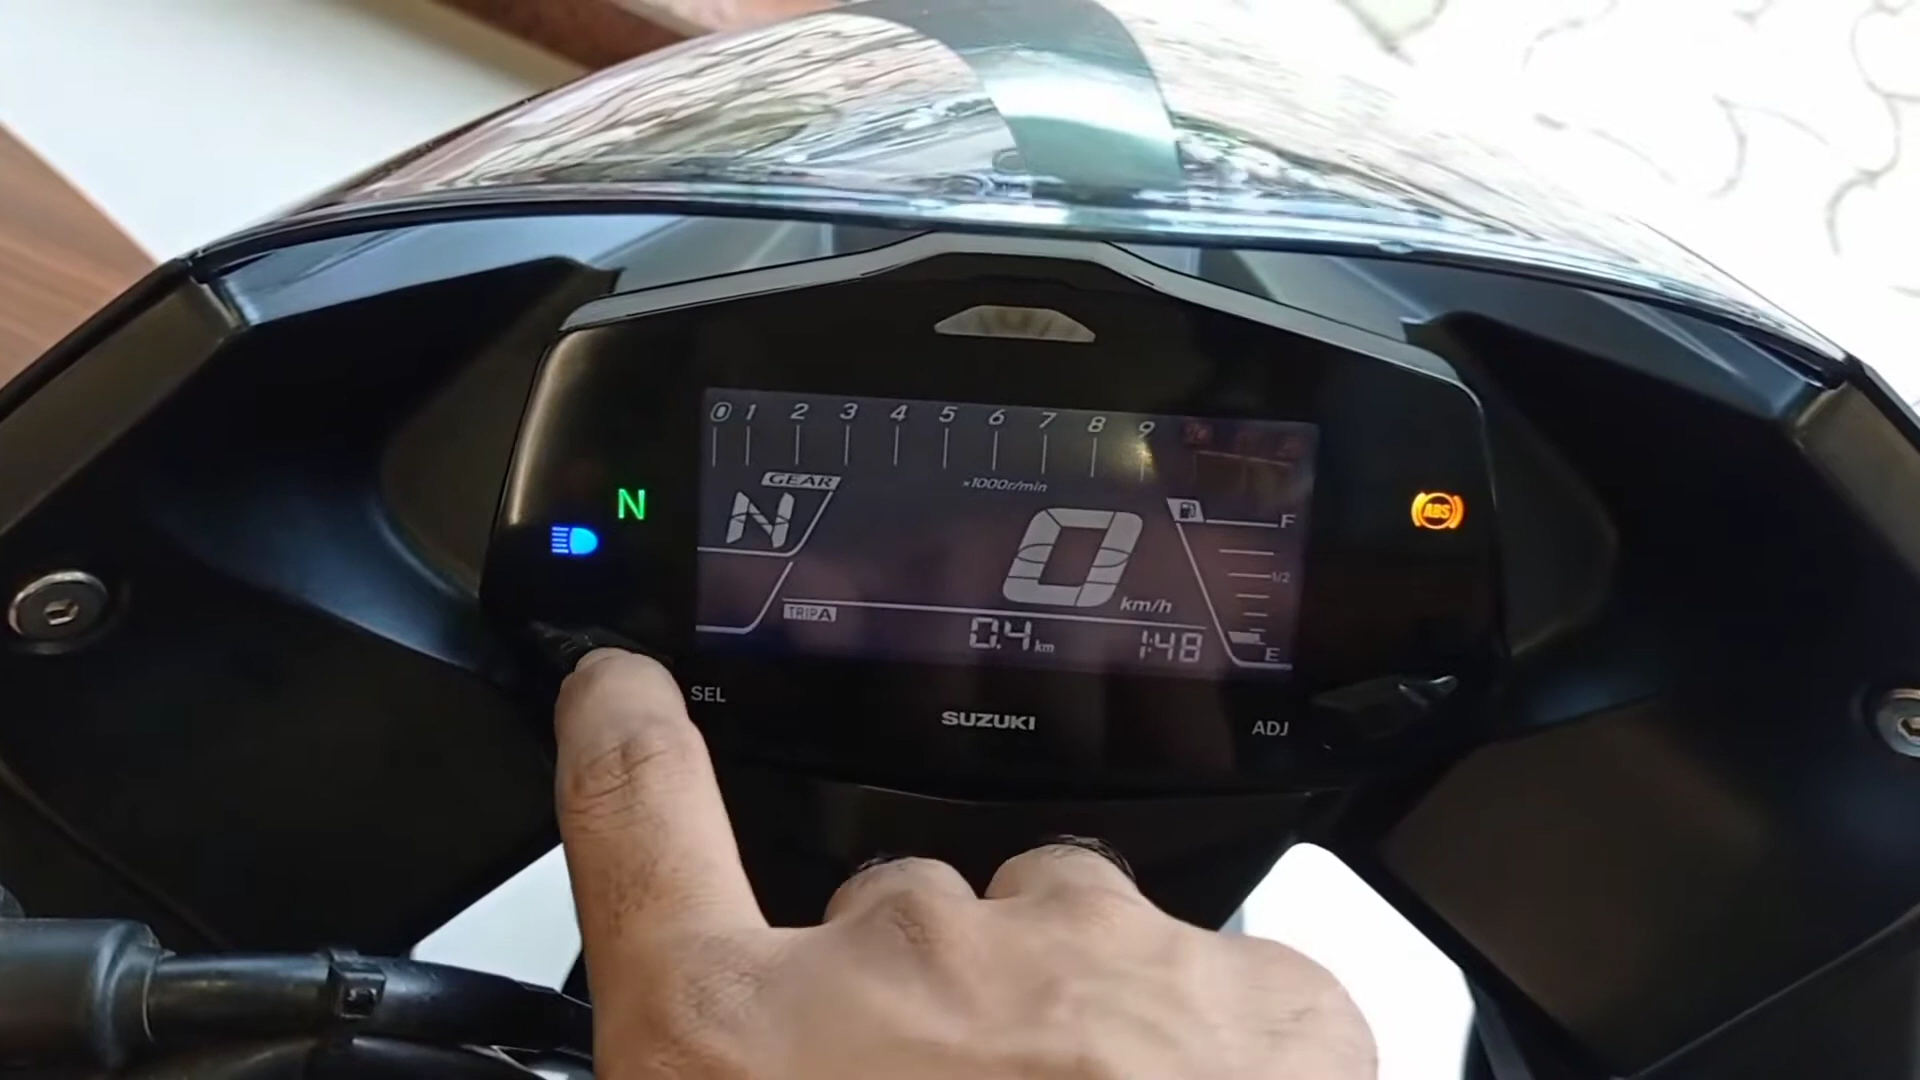 0 1 2 3 4 5 6 7 8 9
GEAR
×1000r/min
N
N
0
km/h
F
1/2
E
ABS
TRIP A
0.4 km
1:48
SEL
SUZUKI
ADJ